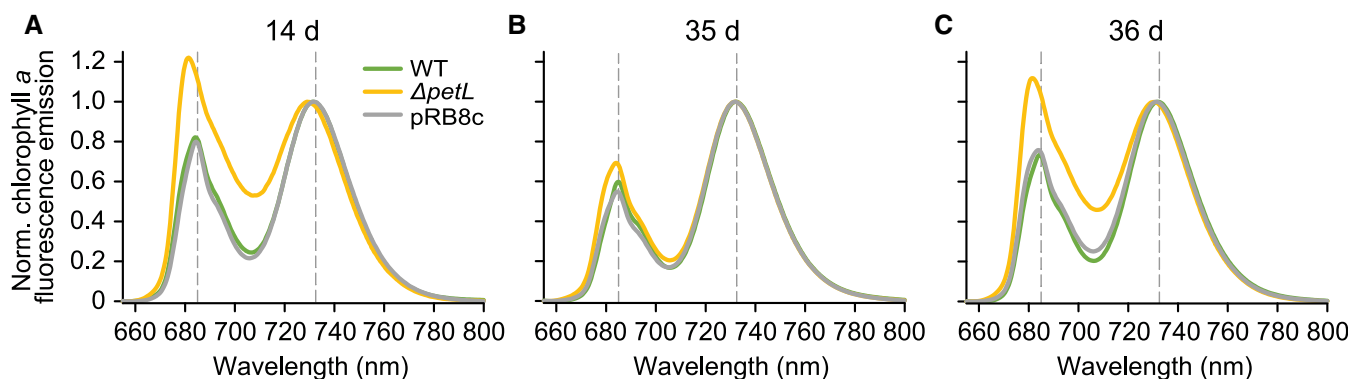 A
14 d
B
35 d
C
36 d
Norm. chlorophyll a
fluorescence emission
1.2
1.0
0.8
0.6
0.4
0.2
0
WT
ΔpetL
pRB8c
660 680 700 720 740 760 780 800
660 680 700 720 740 760 780 800
660 680 700 720 740 760 780 800
Wavelength (nm)
Wavelength (nm)
Wavelength (nm)